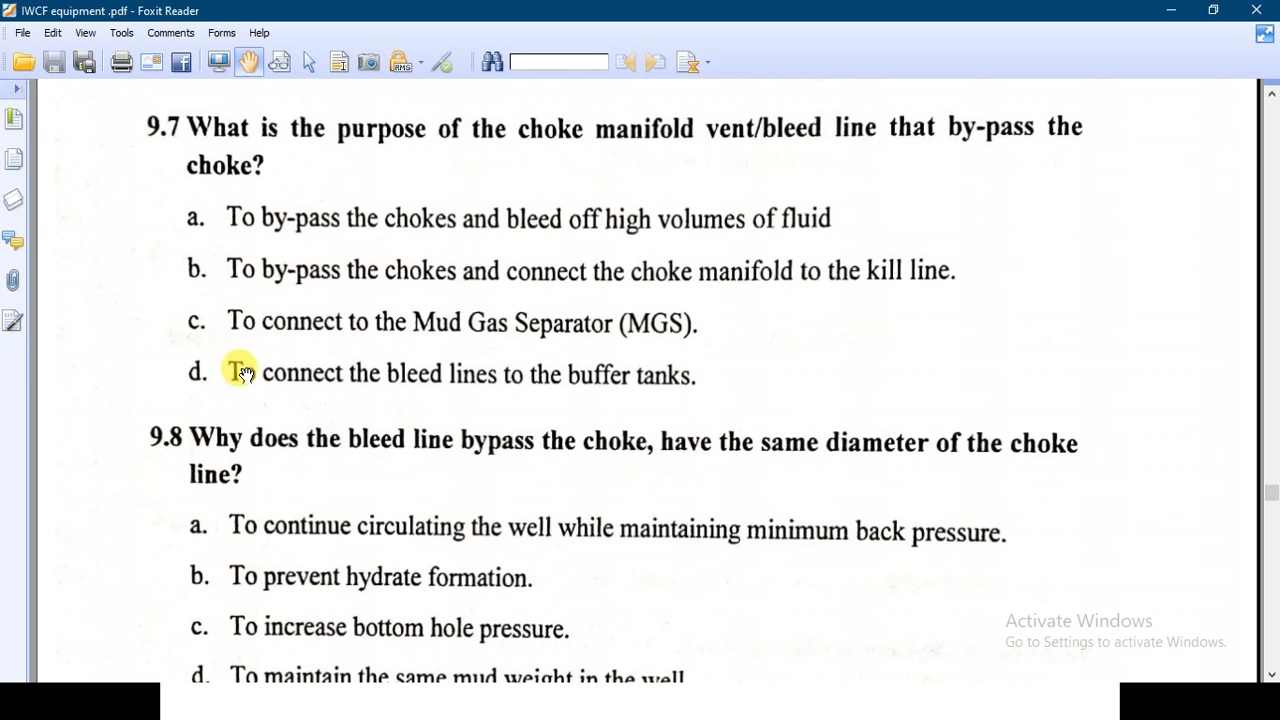 IWCF equipment .pdf - Foxit Reader
File Edit View Tools Comments Forms Help
RMS
9.7 What is the purpose of the choke manifold vent/bleed line that by-pass the
choke?
a. To by-pass the chokes and bleed off high volumes of fluid
b. To by-pass the chokes and connect the choke manifold to the kill line.
c. To connect to the Mud Gas Separator (MGS).
d. To connect the bleed lines to the buffer tanks.
9.8 Why does the bleed line bypass the choke, have the same diameter of the choke
line?
a. To continue circulating the well while maintaining minimum back pressure.
b. To prevent hydrate formation.
c. To increase bottom hole pressure.
d. To maintain the same mud weight in the well
Activate Windows
Go to Settings to activate Windows.